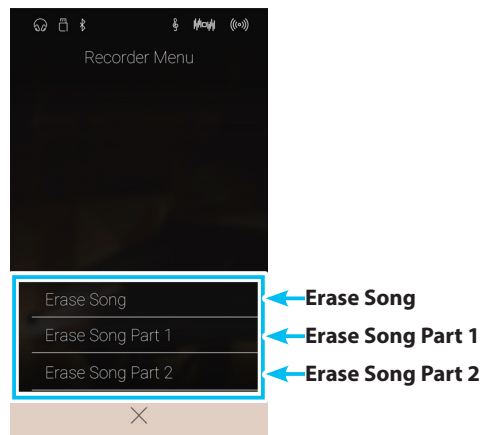 Recorder Menu
Erase Song
Erase Song
Erase Song Part 1
Erase Song Part 1
Erase Song Part 2
Erase Song Part 2